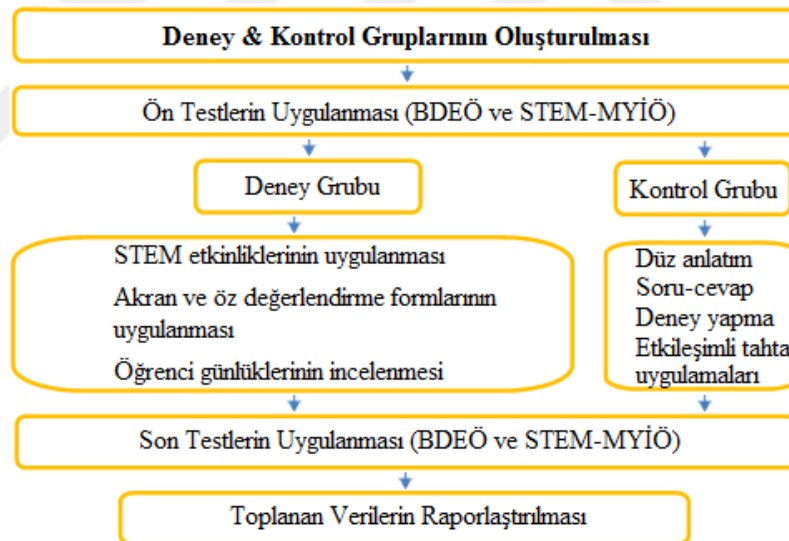 Deney & Kontrol Gruplarının Oluşturulması
Ön Testlerin Uygulanması (BDEÖ ve STEM-MYİÖ)
Deney Grubu
Kontrol Grubu
STEM etkinliklerinin uygulanması
Akran ve öz değerlendirme formlarının
uygulanması
Öğrenci günlüklerinin incelenmesi
Düz anlatım
Soru-cevap
Deney yapma
Etkileşimli tahta
uygulamaları
Son Testlerin Uygulanması (BDEÖ ve STEM-MYİÖ)
Toplanan Verilerin Raporlaştırılması